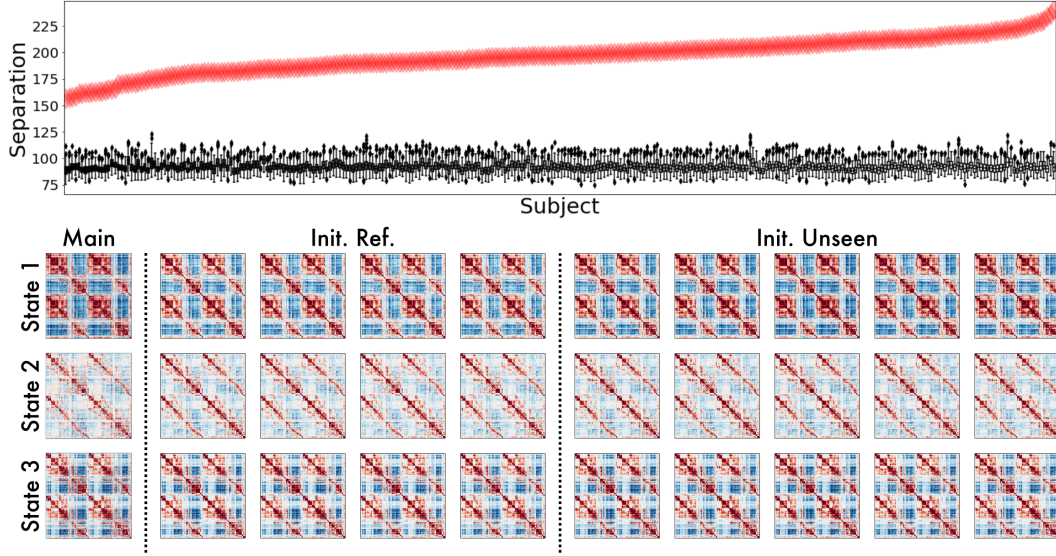 225
200
175
150
125
100
75
Separation
Subject
Main
Init. Ref.
Init. Unseen
State 1
State 2
State 3